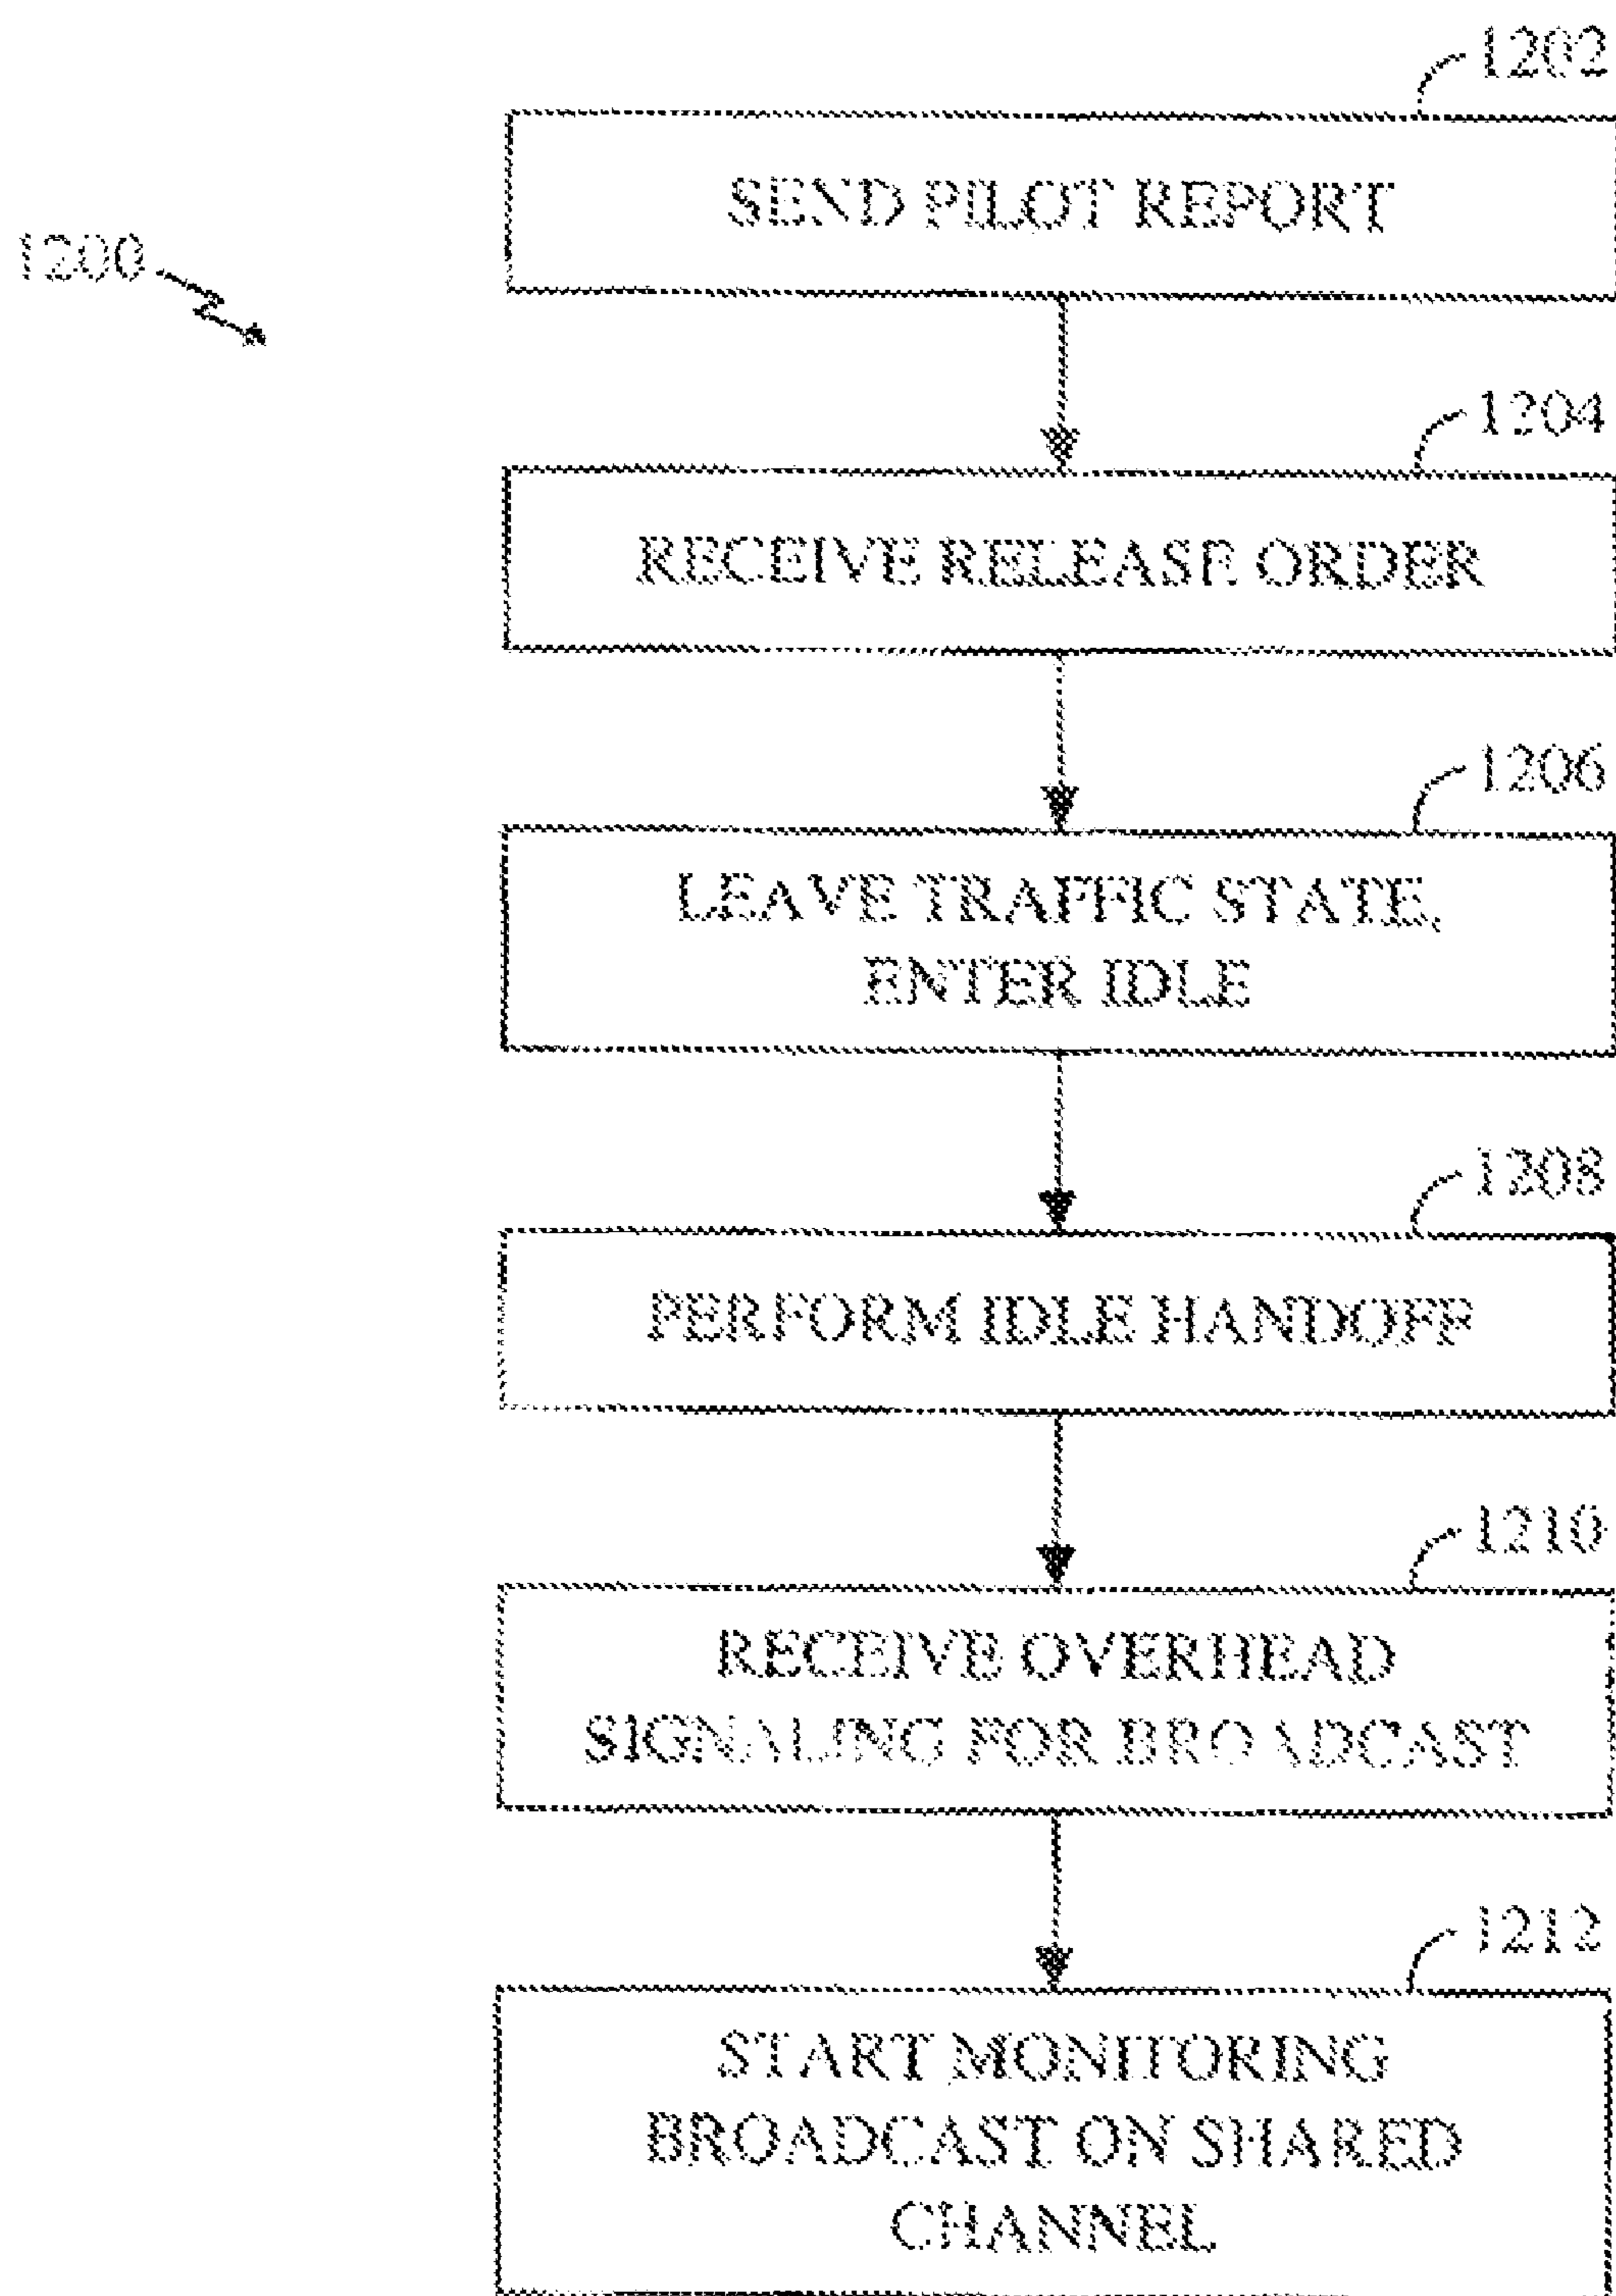 1202
SEND PILOT REPORT
1200
1204
RECEIVE RELEASE ORDER
1206
LEAVE TRAFFIC STATE,
ENTER IDLE
1208
PERFORM IDLE HANDOFF
1210
RECEIVE OVERHEAD
SIGNALING FOR BROADCAST
1212
START MONITORING
BROADCAST ON SHARED
CHANNEL